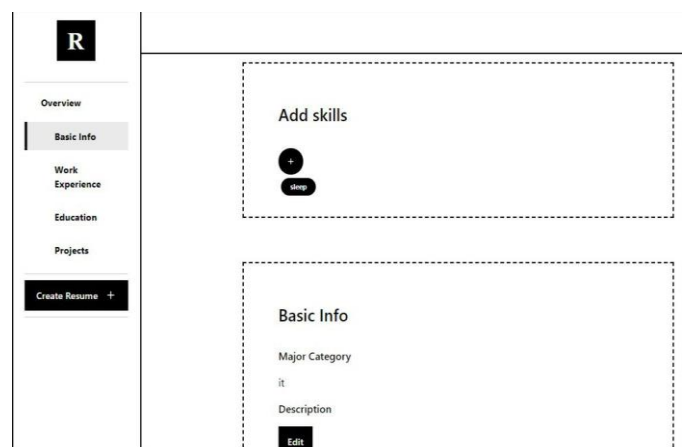 R
Overview
Basic Info
Work
Experience
Education
Projects
Create Resume +
Add skills
+
sleep
Basic Info
Major Category
it
Description
Edit